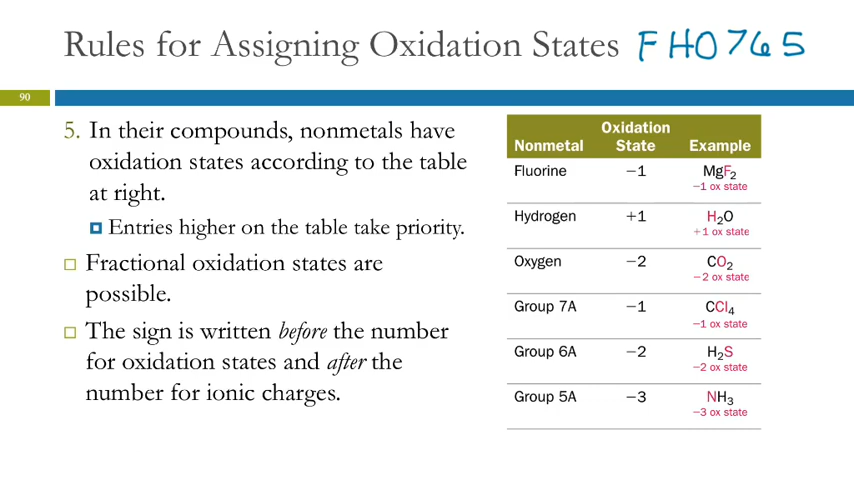 Rules for Assigning Oxidation States FHO765
90
5. In their compounds, nonmetals have
oxidation states according to the table
at right.
Entries higher on the table take priority.
Fractional oxidation states are
possible.
The sign is written before the number
for oxidation states and after the
number for ionic charges.
Nonmetal Oxidation State Example
Fluorine −1 MgF₂
−1 ox state
Hydrogen +1 H₂O
+1 ox state
Oxygen −2 CO₂
−2 ox state
Group 7A −1 CCl₄
−1 ox state
Group 6A −2 H₂S
−2 ox state
Group 5A −3 NH₃
−3 ox state